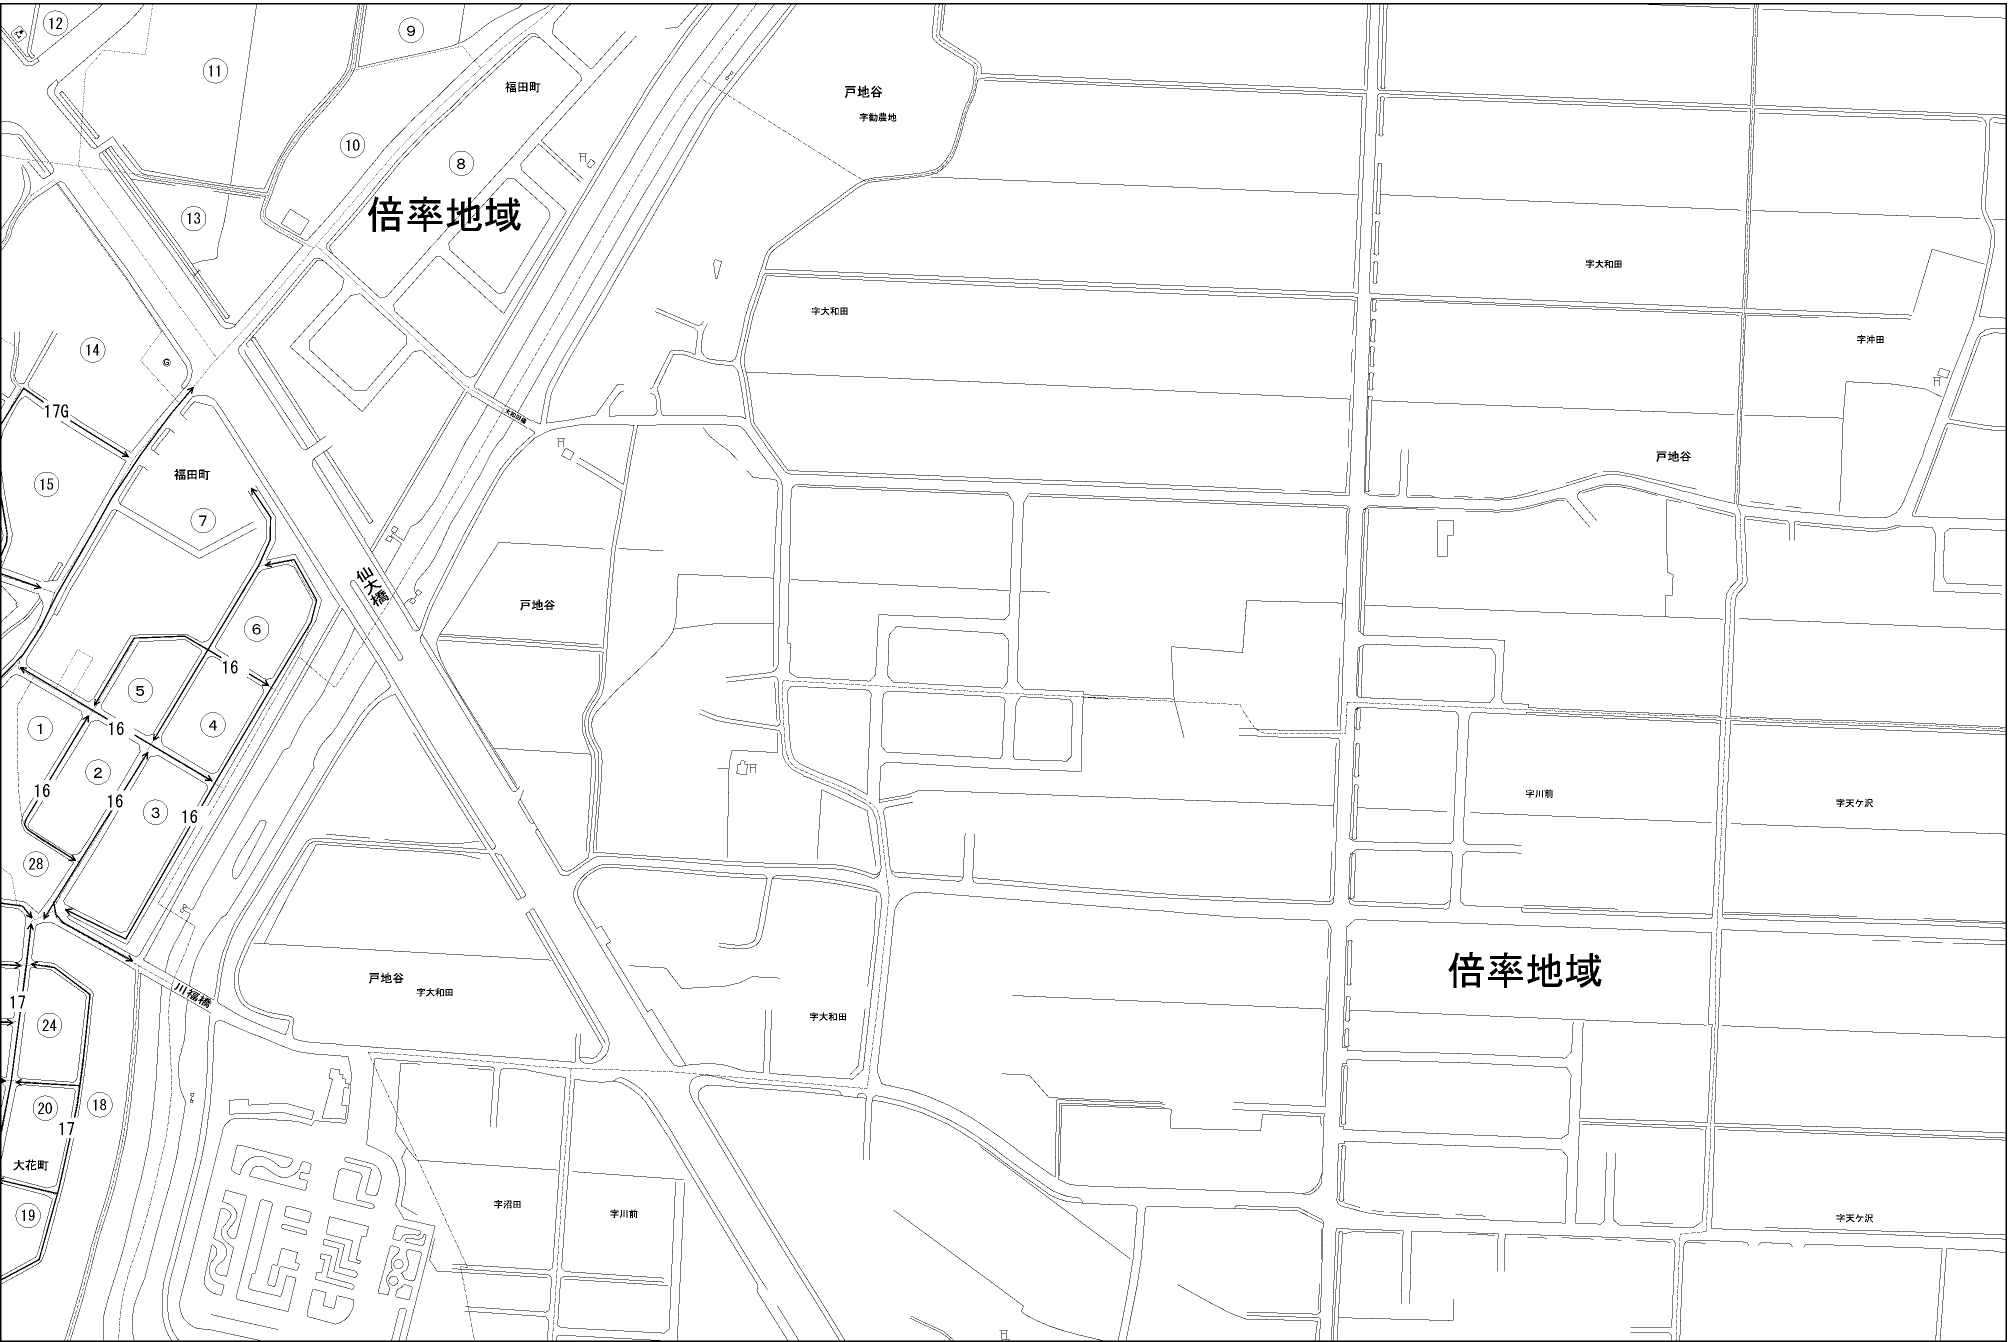 12
9
11
福田町
戸地谷
字勧農地
10
8
倍率地域
13
字大和田
字大和田
14
G
字沖田
17G
大和田橋
福田町
戸地谷
15
7
仙大橋
戸地谷
6
16
5
4
1
16
2
16
16
3
16
字川前
字天ケ沢
28
倍率地域
戸地谷
字大和田
川福橋
17
24
字大和田
20
18
17
大花町
字沼田
字川前
19
字天ケ沢